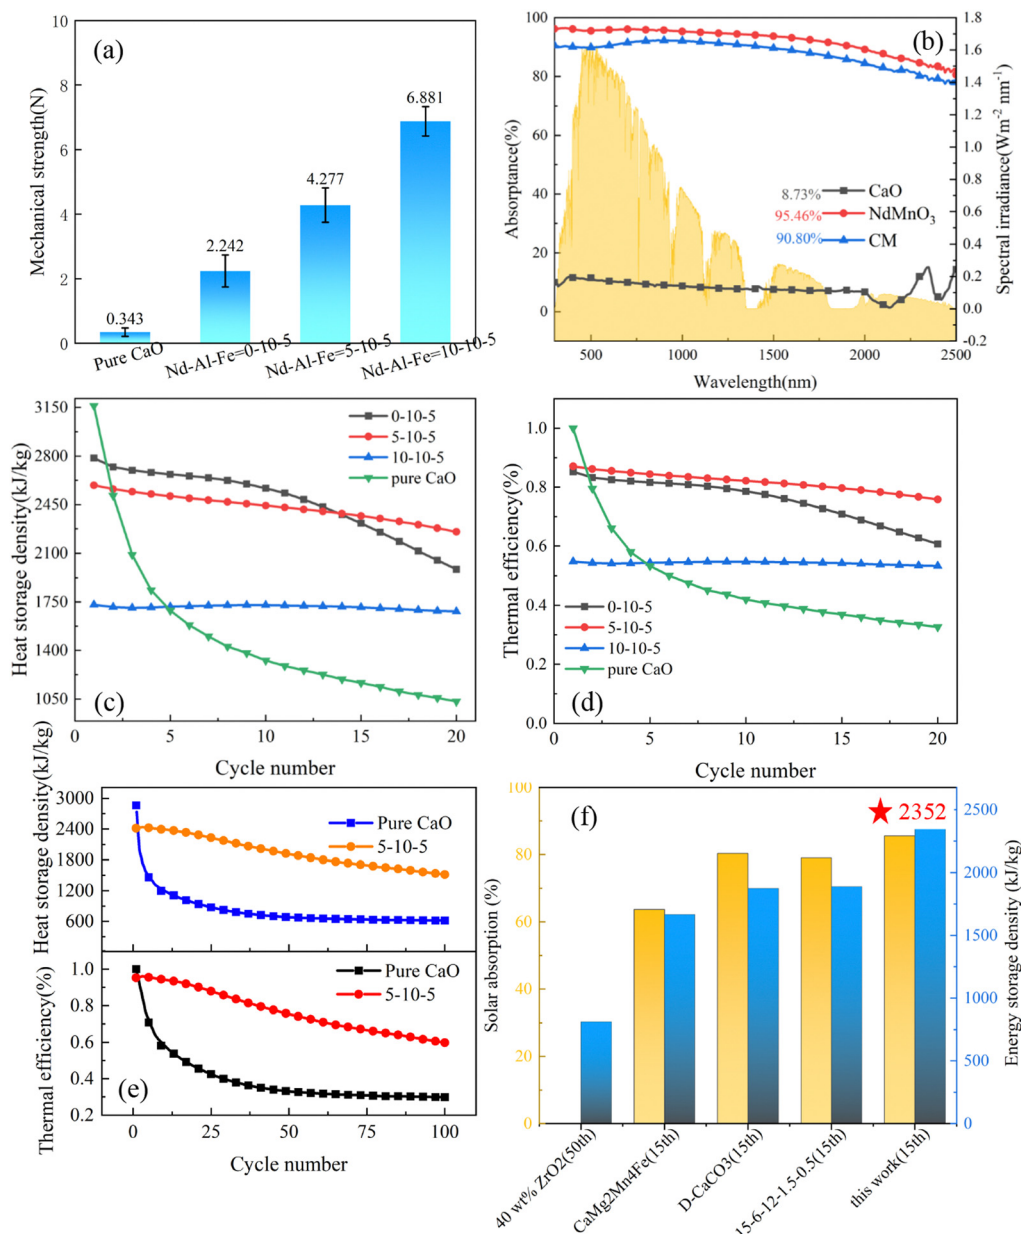 (a)
Mechanical strength(N)
10
8
6
4
2
0
0.343
2.242
4.277
6.881
Pure CaO
Nd-Al-Fe=0-10-5
Nd-Al-Fe=5-10-5
Nd-Al-Fe=10-10-5
(b)
Absorptance(%)
100
80
60
40
20
0
Spectral irradiance(Wm-2 nm-1)
1.8
1.6
1.4
1.2
1.0
0.8
0.6
0.4
0.2
0.0
-0.2
8.73% CaO
95.46% NdMnO3
90.80% CM
500 1000 1500 2000 2500
Wavelength(nm)
(c)
Heat storage density(kJ/kg)
3150
2800
2450
2100
1750
1400
1050
0-10-5
5-10-5
10-10-5
pure CaO
0 5 10 15 20
Cycle number
(d)
Thermal efficiency(%)
1.0
0.8
0.6
0.4
0.2
0.0
0-10-5
5-10-5
10-10-5
pure CaO
0 5 10 15 20
Cycle number
Heat storage density(kJ/kg)
3000
2400
1800
1200
600
Pure CaO
5-10-5
Thermal efficiency(%)
1.0
0.8
0.6
0.4
0.2
Pure CaO
5-10-5
(e)
0 25 50 75 100
Cycle number
(f)
Solar absorption (%)
100
80
60
40
20
0
Energy storage density (kJ/kg)
2500
2000
1500
1000
500
0
2352
40 wt% ZrO2(50th)
CaMg2Mn4Fe(15th)
D-CaCO3(15th)
15-6-12-1.5-0.5(15th)
this work(15th)